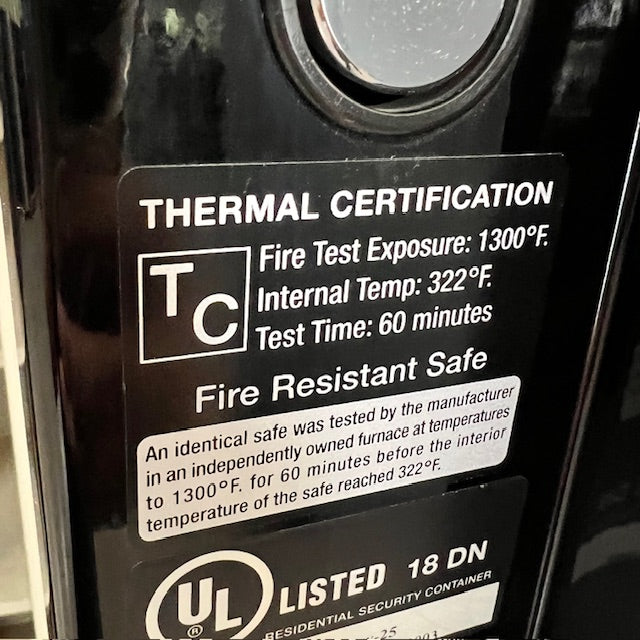 THERMAL CERTIFICATION
TC
Fire Test Exposure: 1300°F.
Internal Temp: 322°F.
Test Time: 60 minutes
Fire Resistant Safe
An identical safe was tested by the manufacturer
in an independently owned furnace at temperatures
to 1300°F. for 60 minutes before the interior
temperature of the safe reached 322°F.
UL® LISTED 18 DN
RESIDENTIAL SECURITY CONTAINER